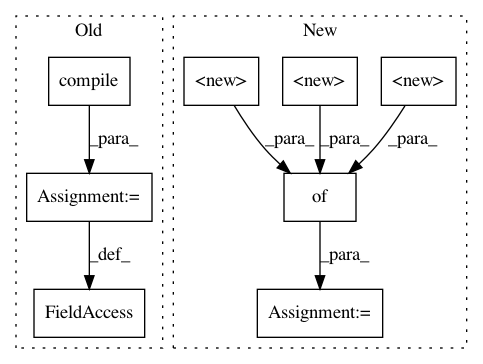 Old
New
compile
<new>
<new>
<new>
_para_
_para_
_para_
_para_
Assignment:=
of
_def_
_para_
FieldAccess
Assignment:=